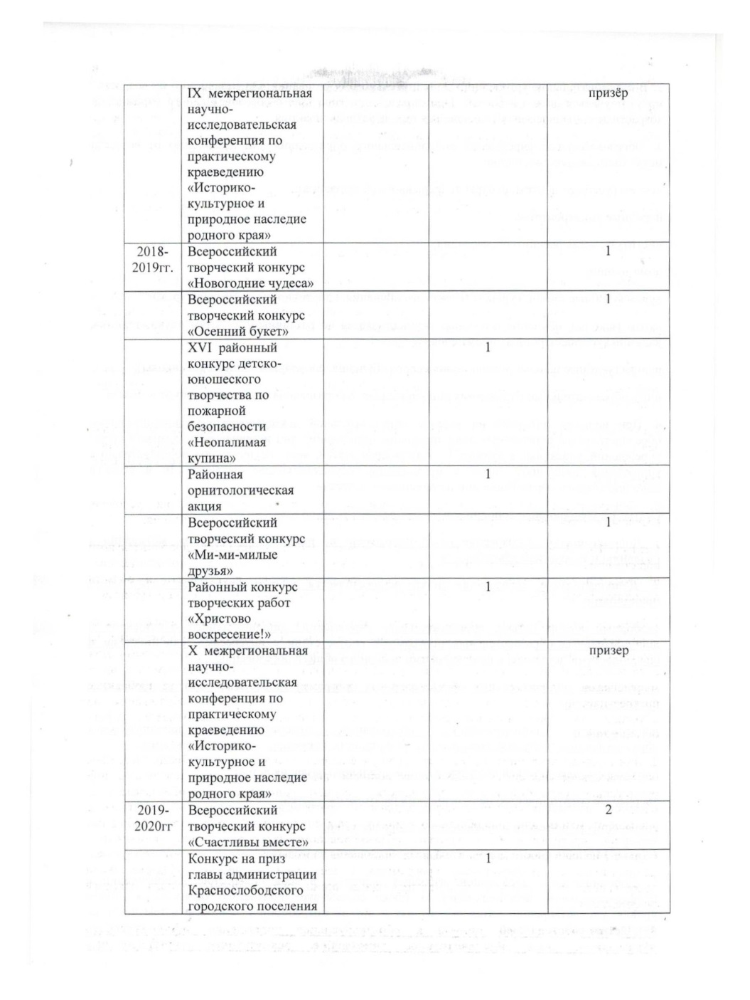 IX межрегиональная призёр
научно-
исследовательская
конференция по
практическому
краеведению
«Историко-
культурное и
природное наследие
родного края»
2018- Всероссийский 1
2019гг. творческий конкурс
«Новогодние чудеса»
Всероссийский 1
творческий конкурс
«Осенний букет»
XVI районный 1
конкурс детско-
юношеского
творчества по
пожарной
безопасности
«Неопалимая
купина»
Районная 1
орнитологическая
акция
Всероссийский 1
творческий конкурс
«Ми-ми-милые
друзья»
Районный конкурс 1
творческих работ
«Христово
воскресение!»
X межрегиональная призер
научно-
исследовательская
конференция по
практическому
краеведению
«Историко-
культурное и
природное наследие
родного края»
2019- Всероссийский 2
2020гг творческий конкурс
«Счастливы вместе»
Конкурс на приз 1
главы администрации
Краснослободского
городского поселения